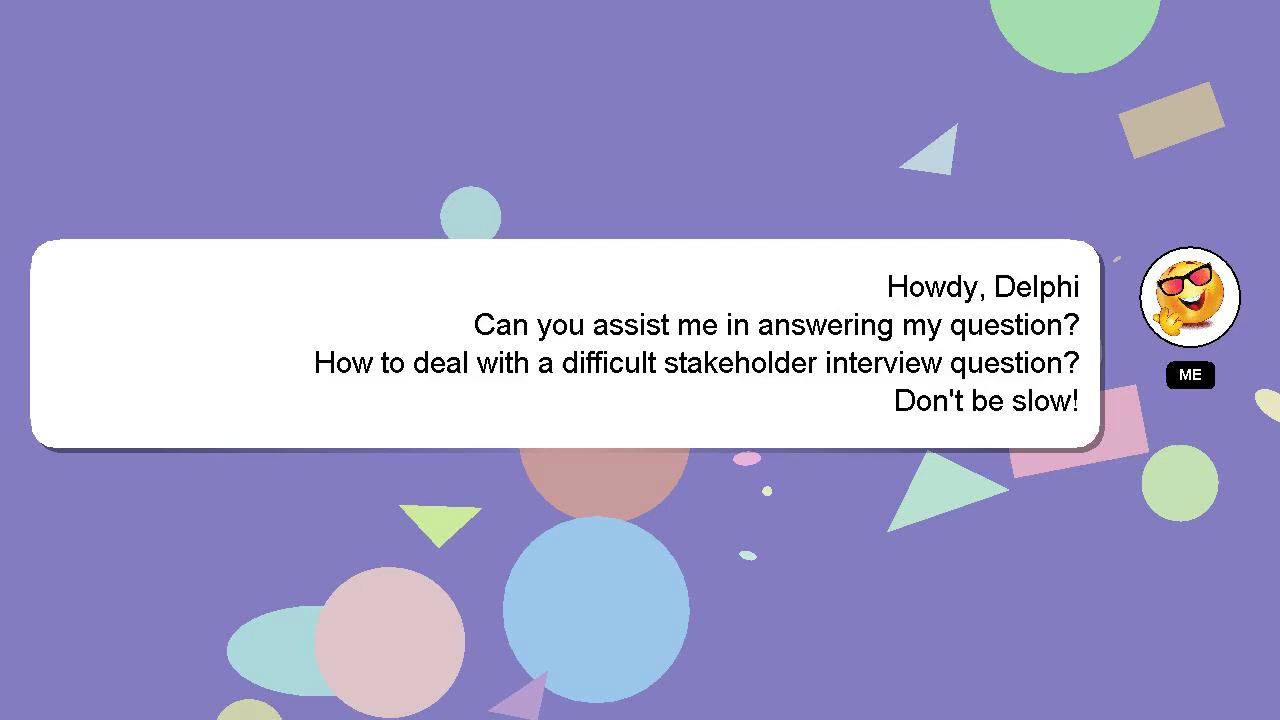 Howdy, Delphi
Can you assist me in answering my question?
How to deal with a difficult stakeholder interview question?
Don't be slow!
ME